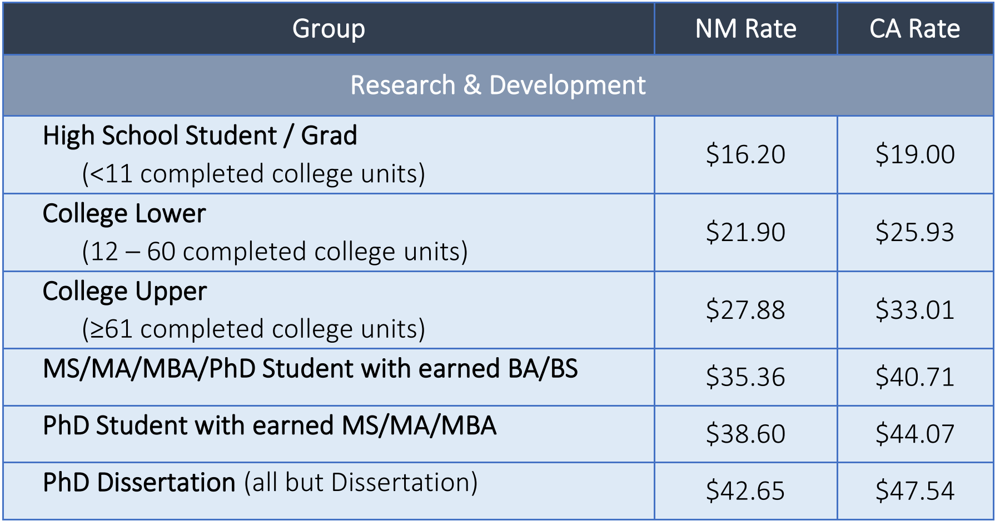 Group NM Rate CA Rate
Research & Development
High School Student / Grad
(<11 completed college units)
$16.20 $19.00
College Lower
(12 – 60 completed college units)
$21.90 $25.93
College Upper
(≥61 completed college units)
$27.88 $33.01
MS/MA/MBA/PhD Student with earned BA/BS $35.36 $40.71
PhD Student with earned MS/MA/MBA $38.60 $44.07
PhD Dissertation (all but Dissertation) $42.65 $47.54